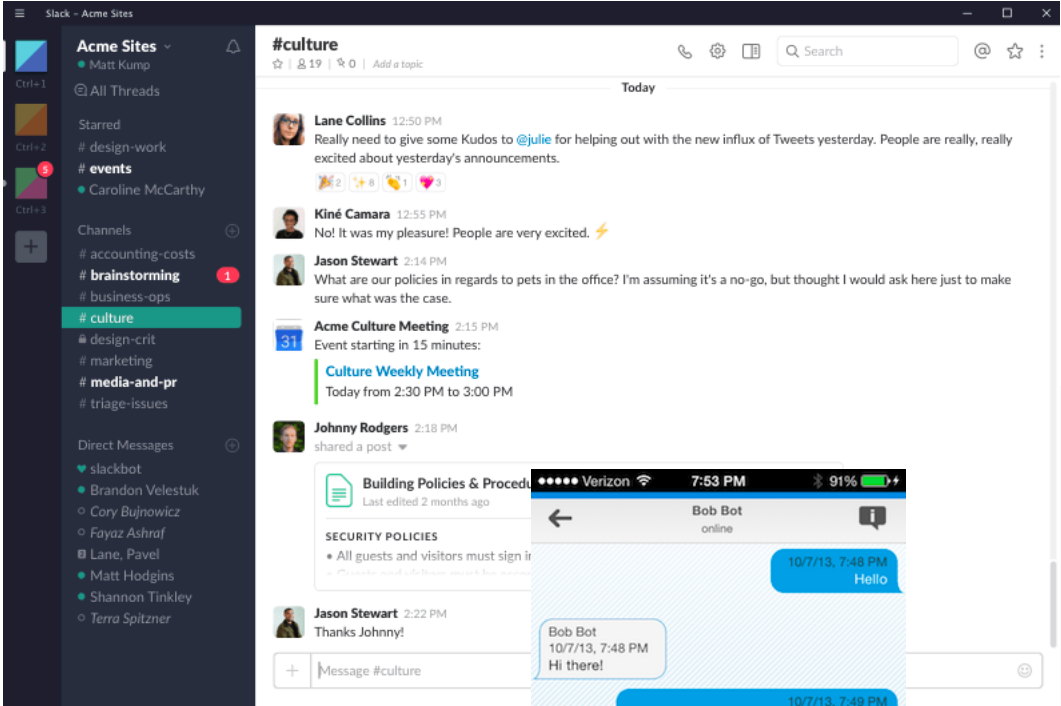 Slack - Acme Sites
Ctrl+1
Ctrl+2
5
Ctrl+3
Acme Sites
Matt Kump
All Threads
Starred
# design-work
# events
Caroline McCarthy
Channels
# accounting-costs
# brainstorming 1
# business-ops
# culture
design-crit
# marketing
# media-and-pr
# triage-issues
Direct Messages
slackbot
Brandon Velestuk
Cory Bujnowicz
Fayaz Ashraf
2 Lane, Pavel
Matt Hodgins
Shannon Tinkley
Terra Spitzner
#culture
19 | 0 | Add a topic
Search
Today
Lane Collins 12:50 PM
Really need to give some Kudos to @julie for helping out with the new influx of Tweets yesterday. People are really, really
excited about yesterday's announcements.
2 8 1 3
Kiné Camara 12:55 PM
No! It was my pleasure! People are very excited. ⚡
Jason Stewart 2:14 PM
What are our policies in regards to pets in the office? I'm assuming it's a no-go, but thought I would ask here just to make
sure what was the case.
31
Acme Culture Meeting 2:15 PM
Event starting in 15 minutes:
Culture Weekly Meeting
Today from 2:30 PM to 3:00 PM
Johnny Rodgers 2:18 PM
shared a post
Building Policies & Procedu
Last edited 2 months ago
SECURITY POLICIES
• All guests and visitors must sign in
Jason Stewart 2:22 PM
Thanks Johnny!
Message #culture
Verizon 7:53 PM 91%
Bob Bot
online
10/7/13, 7:48 PM
Hello
Bob Bot
10/7/13, 7:48 PM
Hi there!
10/7/13, 7:49 PM